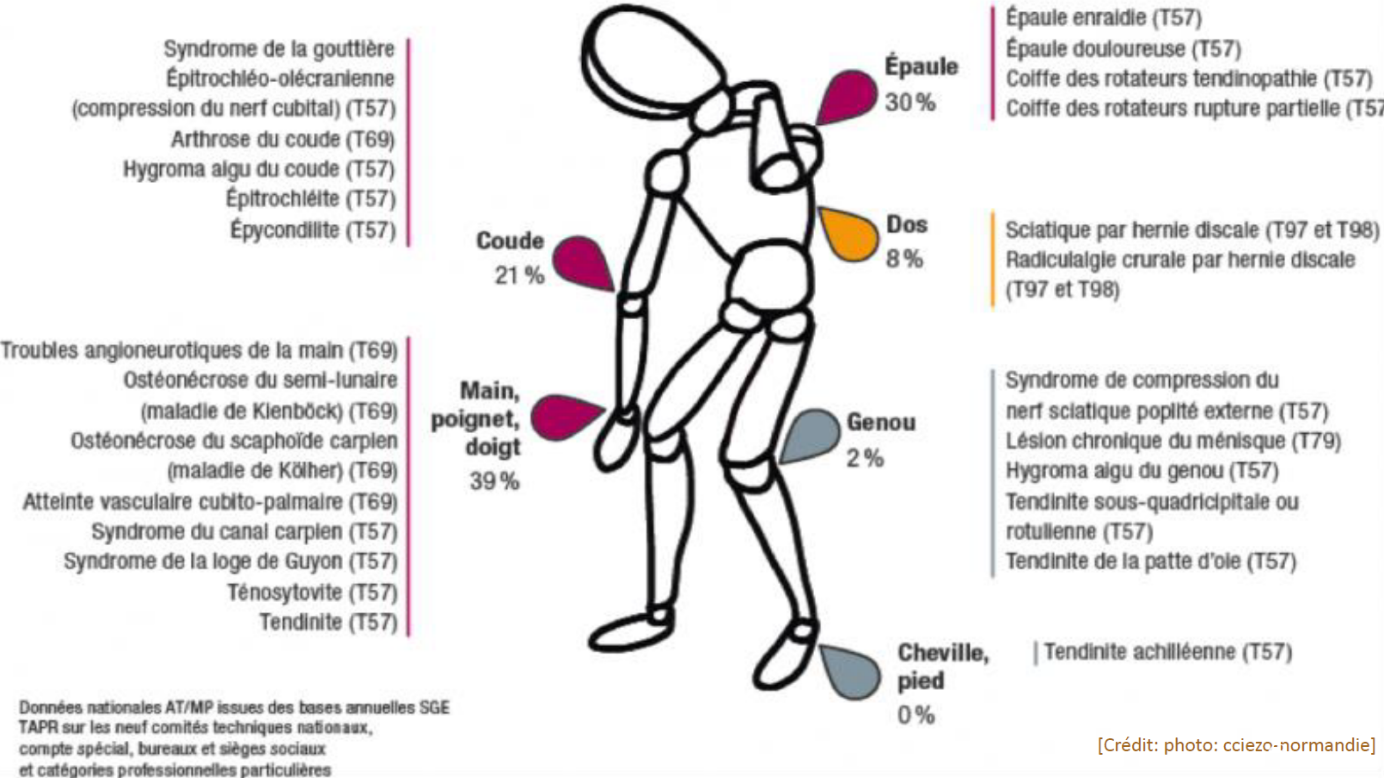 Syndrome de la gouttière
Épitrochléo-olécranienne
(compression du nerf cubital) (T57)
Arthrose du coude (T69)
Hygroma aigu du coude (T57)
Épitrochléite (T57)
Épycondilite (T57)
Coude
21 %
Troubles angioneurotiques de la main (T69)
Ostéonécrose du semi-lunaire
(maladie de Kienböck) (T69)
Ostéonécrose du scaphoïde carpien
(maladie de Kölher) (T69)
Atteinte vasculaire cubito-palmaire (T69)
Syndrome du canal carpien (T57)
Syndrome de la loge de Guyon (T57)
Ténosytovite (T57)
Tendinite (T57)
Main,
poignet,
doigt
39 %
Épaule
30 %
Épaule enraidie (T57)
Épaule douloureuse (T57)
Coiffe des rotateurs tendinopathie (T57)
Coiffe des rotateurs rupture partielle (T57
Dos
8 %
Sciatique par hernie discale (T97 et T98)
Radiculalgie crurale par hernie discale
(T97 et T98)
Genou
2 %
Syndrome de compression du
nerf sciatique poplité externe (T57)
Lésion chronique du ménisque (T79)
Hygroma aigu du genou (T57)
Tendinite sous-quadricipitale ou
rotulienne (T57)
Tendinite de la patte d'oie (T57)
Cheville,
pied
0 %
Tendinite achilléenne (T57)
Données nationales AT/MP issues des bases annuelles SGE
TAPR sur les neuf comités techniques nationaux,
compte spécial, bureaux et sièges sociaux
et catégories professionnelles particulières
[Crédit: photo: cciezo-normandie]